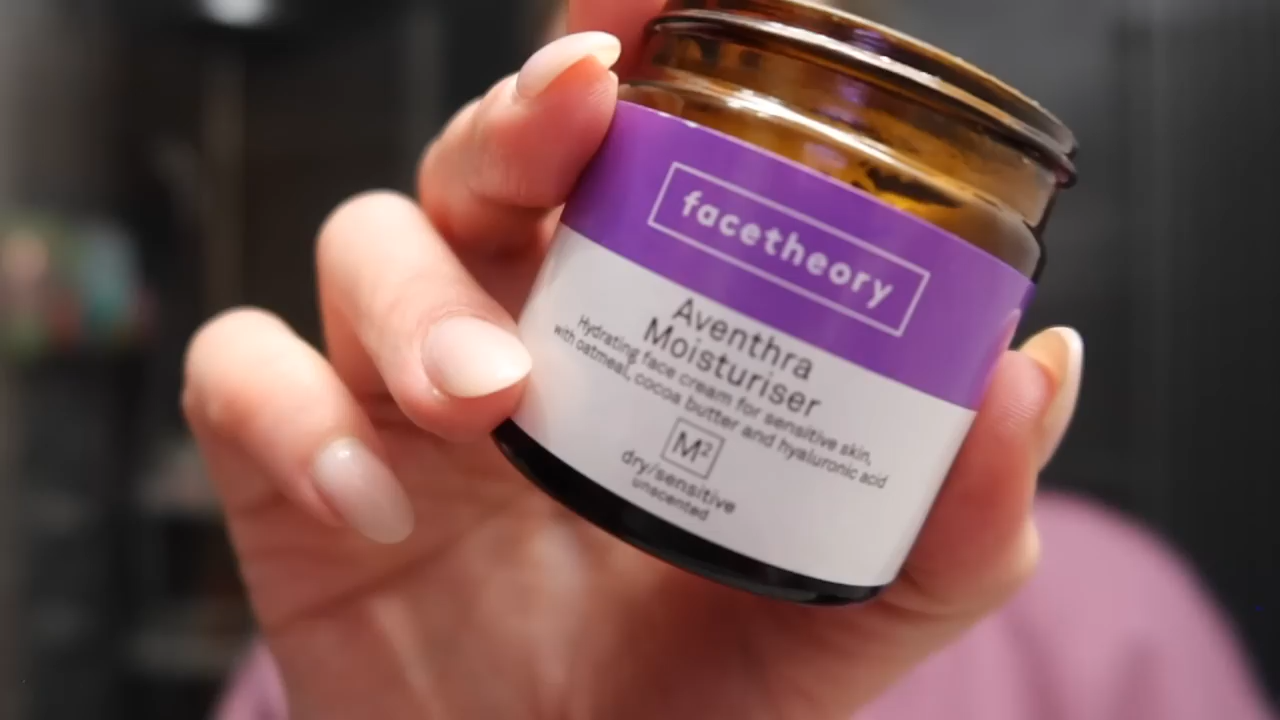 facetheory
Aventhra
Moisturiser
Hydrating face cream for sensitive skin,
with oatmeal, cocoa butter and hyaluronic acid
M²
dry/sensitive
unscented